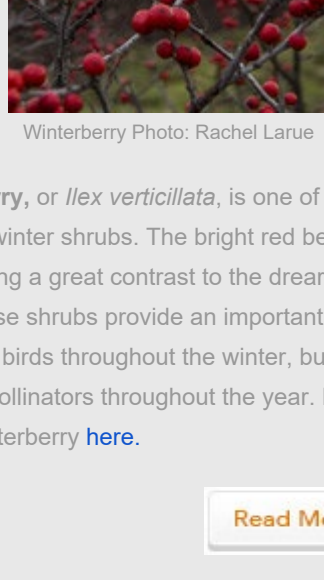 Winterberry Photo: Rachel Larue
ry, or Ilex verticillata, is one of
winter shrubs. The bright red be
ng a great contrast to the drear
se shrubs provide an important
birds throughout the winter, bu
ollinators throughout the year.
terberry here.
Read Mo